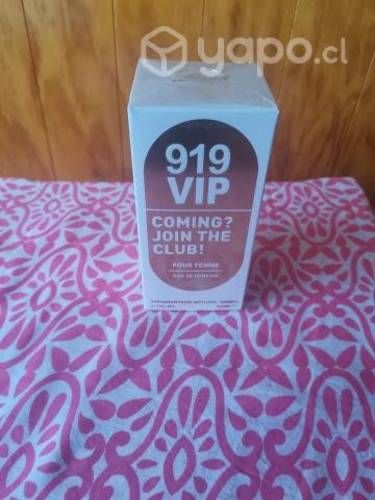 yapo.cl
919
VIP
COMING?
JOIN THE
CLUB!
POUR FEMME
EAU DE PARFUM